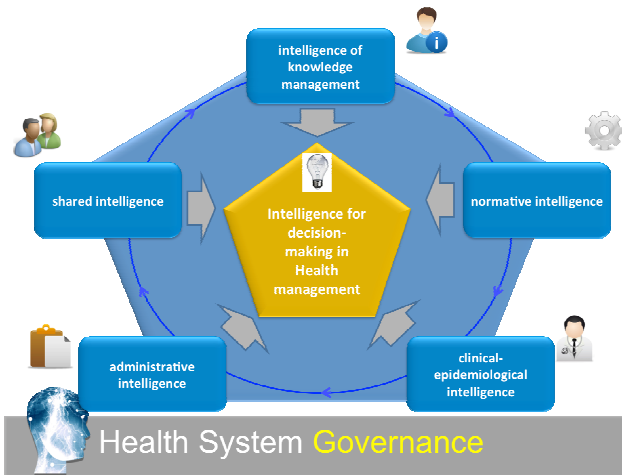 intelligence of
knowledge
management
shared intelligence
normative intelligence
Intelligence for
decision-
making in
Health
management
administrative
intelligence
clinical-
epidemiological
intelligence
Health System Governance